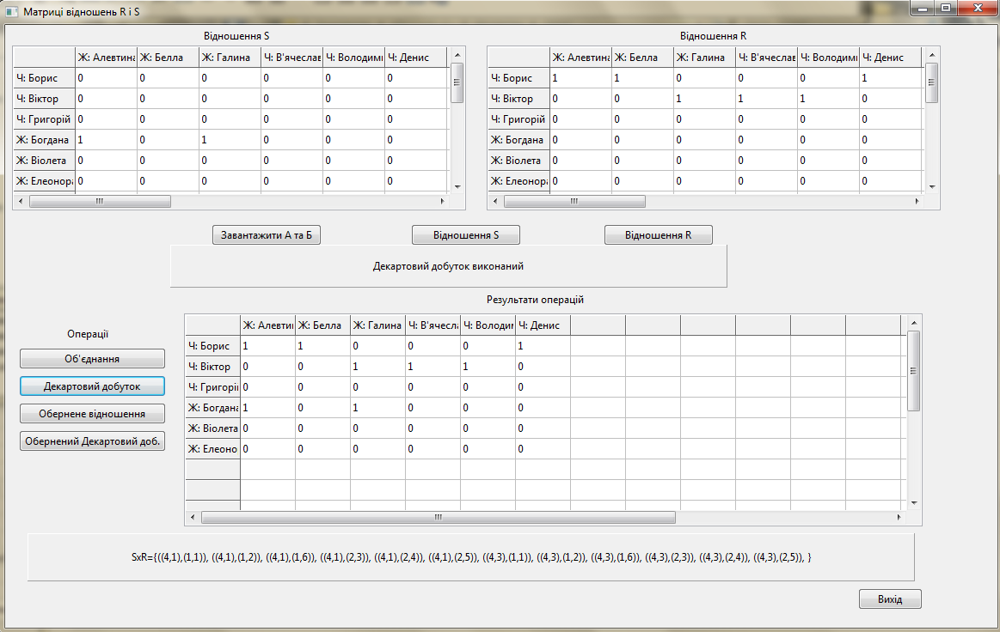 Матриці відношень R і S
Відношення S
Відношення R
Ж: Алевтина Ж: Белла Ж: Галина Ч: В'ячеслав Ч: Володими Ч: Денис
Ч: Борис 0 0 0 0 0 0
Ч: Віктор 0 0 0 0 0 0
Ч: Григорій 0 0 0 0 0 0
Ж: Богдана 1 0 1 0 0 0
Ж: Віолета 0 0 0 0 0 0
Ж: Елеонора 0 0 0 0 0 0
Ж: Алевтина Ж: Белла Ж: Галина Ч: В'ячеслав Ч: Володими Ч: Денис
Ч: Борис 1 1 0 0 0 1
Ч: Віктор 0 0 1 1 1 0
Ч: Григорій 0 0 0 0 0 0
Ж: Богдана 0 0 0 0 0 0
Ж: Віолета 0 0 0 0 0 0
Ж: Елеонора 0 0 0 0 0 0
Завантажити А та Б
Відношення S
Відношення R
Декартовий добуток виконаний
Результати операцій
Операції
Об'єднання
Декартовий добуток
Обернене відношення
Обернений Декартовий доб.
Ж: Алевти Ж: Белла Ж: Галина Ч: В'ячесл Ч: Володи Ч: Денис
Ч: Борис 1 1 0 0 0 1
Ч: Віктор 0 0 1 1 1 0
Ч: Григорі 0 0 0 0 0 0
Ж: Богдана 1 0 1 0 0 0
Ж: Віолета 0 0 0 0 0 0
Ж: Елеоно 0 0 0 0 0 0
SxR={((4,1),(1,1)), ((4,1),(1,2)), ((4,1),(1,6)), ((4,1),(2,3)), ((4,1),(2,4)), ((4,1),(2,5)), ((4,3),(1,1)), ((4,3),(1,2)), ((4,3),(1,6)), ((4,3),(2,3)), ((4,3),(2,4)), ((4,3),(2,5)), }
Вихід